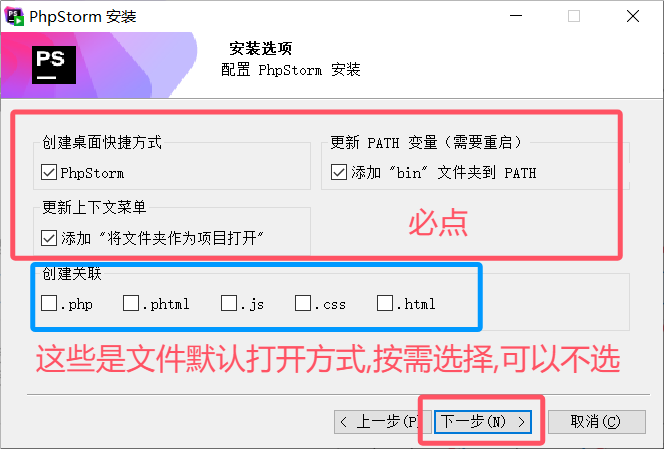 PhpStorm 安装
PS
安装选项
配置 PhpStorm 安装
创建桌面快捷方式
PhpStorm
更新 PATH 变量（需要重启）
添加 "bin" 文件夹到 PATH
更新上下文菜单
添加 "将文件夹作为项目打开"
必点
创建关联
.php .phtml .js .css .html
这些是文件默认打开方式,按需选择,可以不选
< 上一步(P) 下一步(N) > 取消(C)